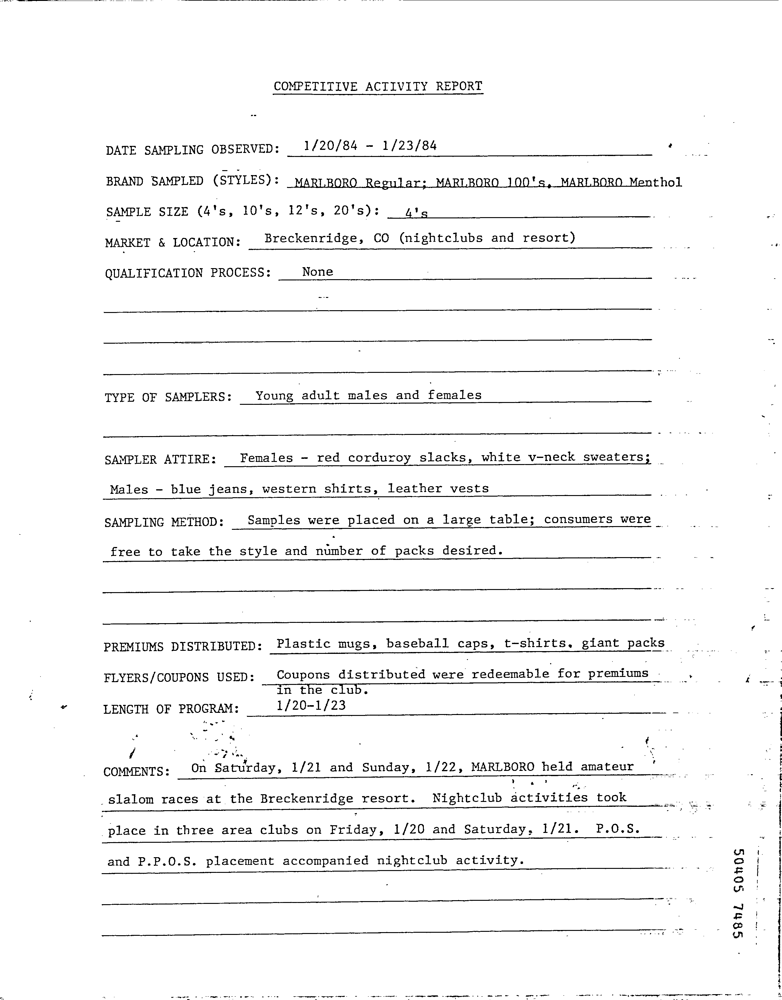 COMPETITIVE ACTIVITY REPORT
DATE SAMPLING OBSERVED: 1/20/84 - 1/23/84
BRAND SAMPLED (STYLES): MARLBORO Regular; MARLBORO 100's, MARLBORO Menthol
SAMPLE SIZE (4's, 10's, 12's, 20's): 4's
MARKET & LOCATION: Breckenridge, CO (nightclubs and resort)
QUALIFICATION PROCESS: None
TYPE OF SAMPLERS: Young adult males and females
SAMPLER ATTIRE: Females - red corduroy slacks, white v-neck sweaters;
Males - blue jeans, western shirts, leather vests
SAMPLING METHOD: Samples were placed on a large table; consumers were
free to take the style and number of packs desired.
PREMIUMS DISTRIBUTED: Plastic mugs, baseball caps, t-shirts, giant packs
FLYERS/COUPONS USED: Coupons distributed were redeemable for premiums
in the club.
LENGTH OF PROGRAM: 1/20-1/23
COMMENTS: On Saturday, 1/21 and Sunday, 1/22, MARLBORO held amateur
slalom races at the Breckenridge resort. Nightclub activities took
place in three area clubs on Friday, 1/20 and Saturday, 1/21. P.O.S.
and P.P.O.S. placement accompanied nightclub activity.
50405 7485